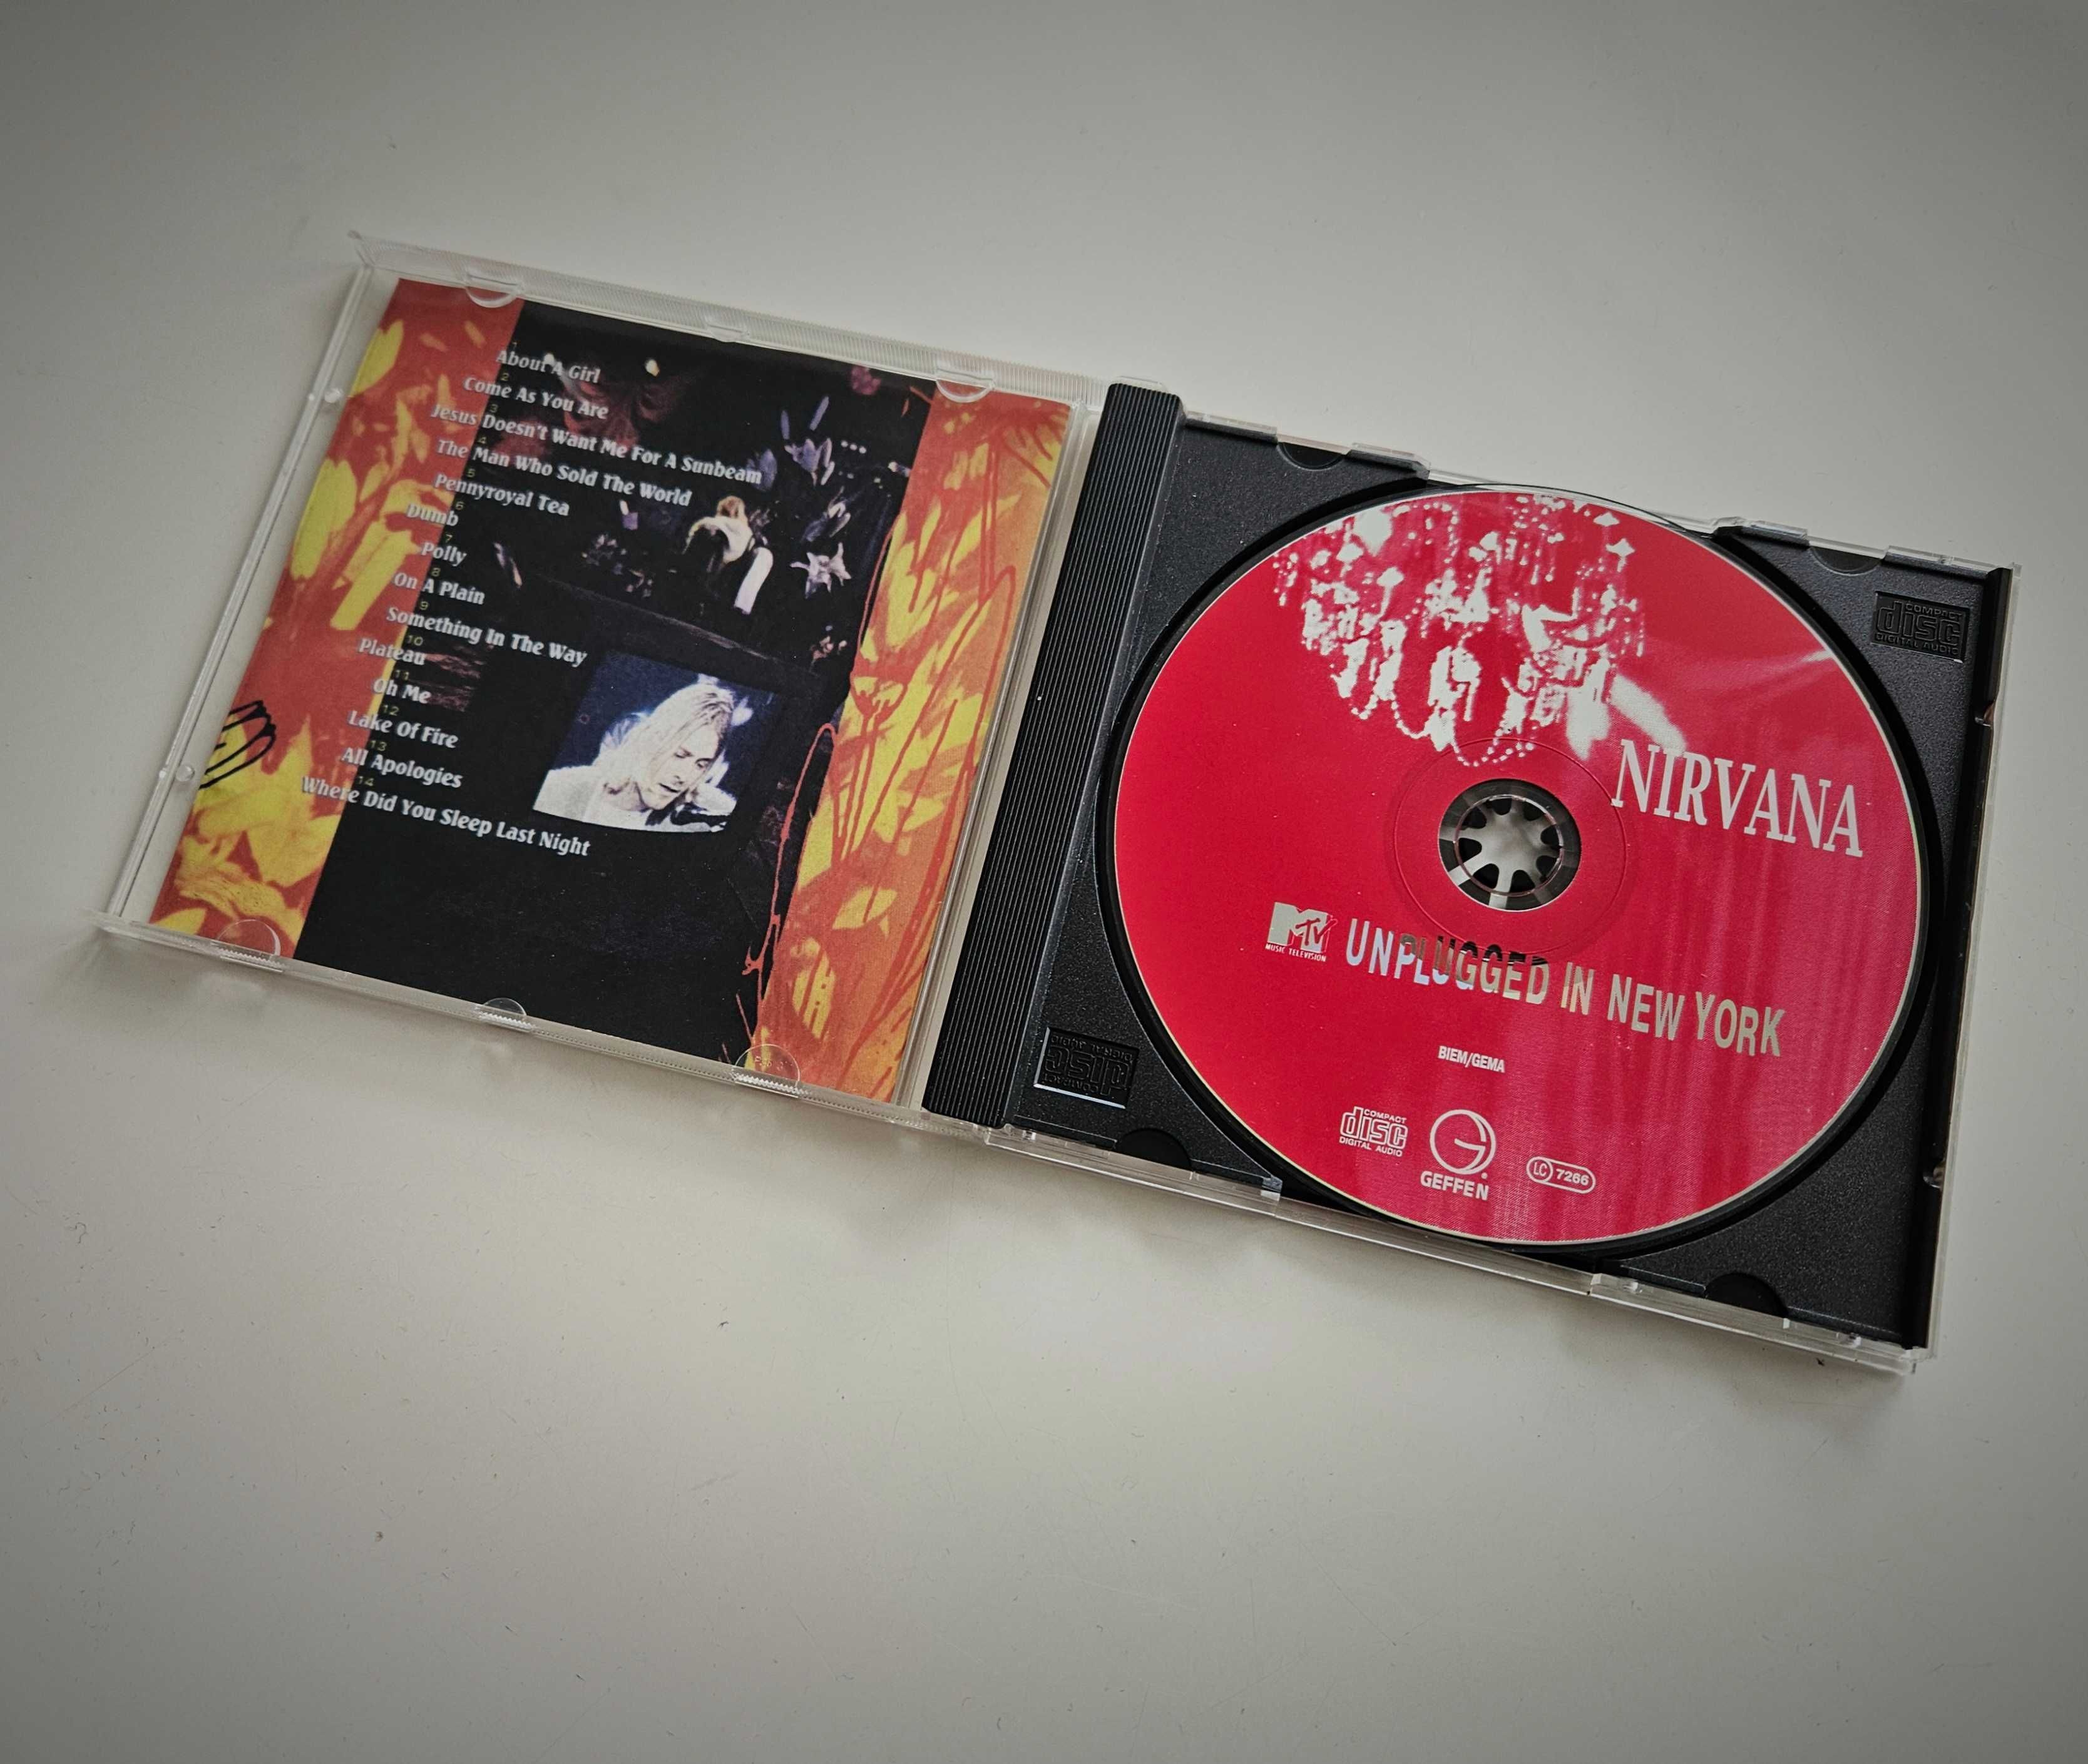 1
About A Girl
2
Come As You Are
3
Jesus Doesn't Want Me For A Sunbeam
4
The Man Who Sold The World
5
Pennyroyal Tea
6
Dumb
7
Polly
8
On A Plain
9
Something In The Way
10
Plateau
11
Oh Me
12
Lake Of Fire
13
All Apologies
14
Where Did You Sleep Last Night
COMPACT
disc
DIGITAL AUDIO
NIRVANA
MTV
MUSIC TELEVISION
UNPLUGGED IN NEW YORK
BIEM/GEMA
COMPACT
disc
DIGITAL AUDIO
GEFFEN
LC 7266
COMPACT
disc
DIGITAL AUDIO